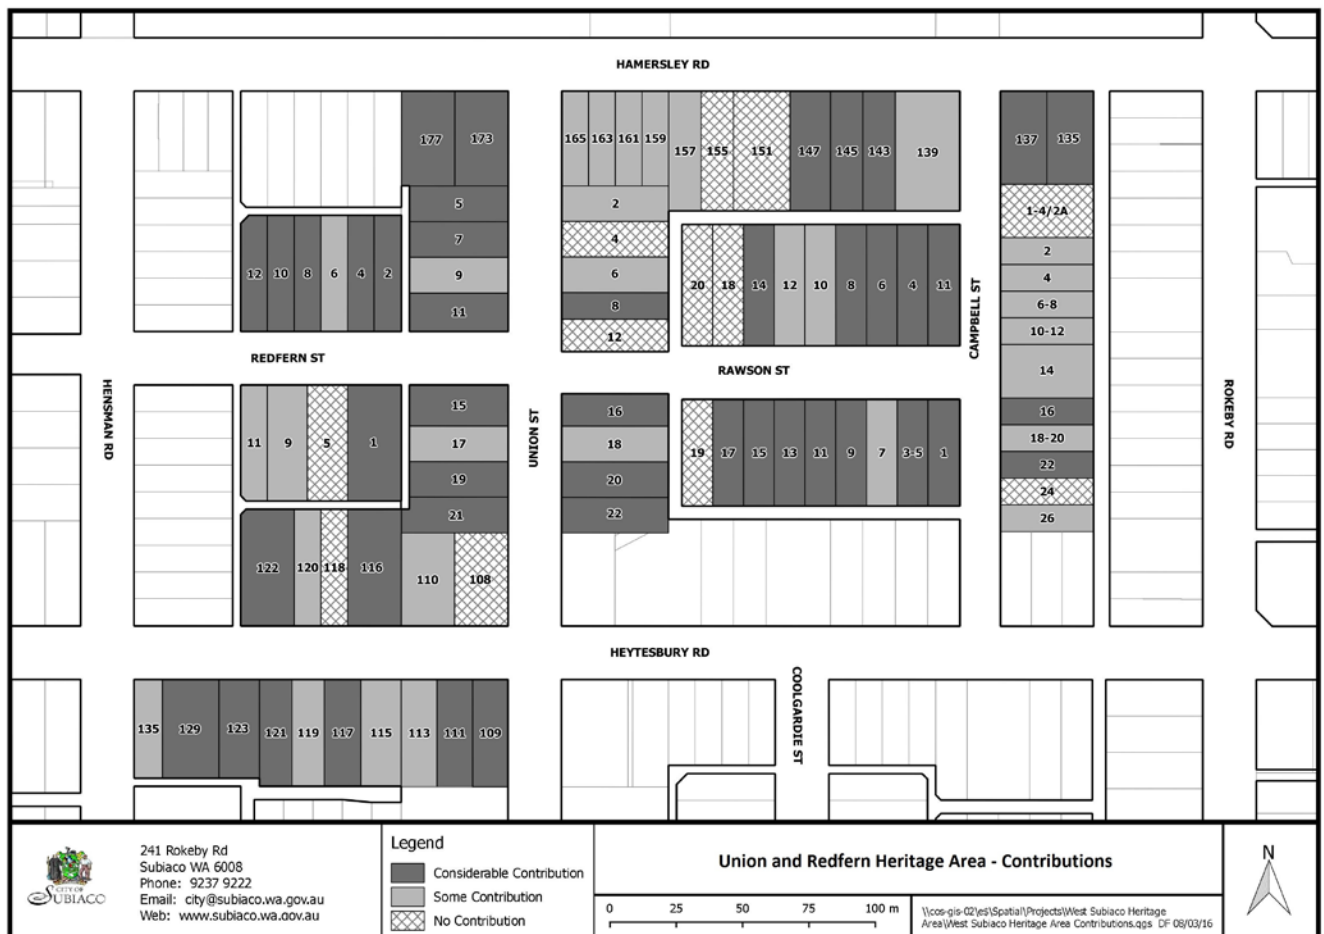 HAMERSLEY RD
177 173
165 163 161 159 157 155 151 147 145 143 139
137 135
5
2
1-4/2A
7
4
2
12 10 8 6 4 2
9
6
20 18 14 12 10 8 6 4 11
4
11
8
6-8
12
10-12
REDFERN ST
RAWSON ST
CAMPBELL ST
14
HENSMAN RD
UNION ST
ROKEBY RD
15
16
16
11 9 5 1
17
18
19 17 15 13 11 9 7 3-5 1
18-20
19
20
22
21
22
24
26
122 120 118 116 110 108
HEYTESBURY RD
COOLGARDIE ST
135 129 123 121 119 117 115 113 111 109
CITY OF
SUBIACO
241 Rokeby Rd
Subiaco WA 6008
Phone: 9237 9222
Email: city@subiaco.wa.gov.au
Web: www.subiaco.wa.gov.au
Legend
Considerable Contribution
Some Contribution
No Contribution
Union and Redfern Heritage Area - Contributions
0 25 50 75 100 m
\\cos-gis-02\es\Spatial\Projects\West Subiaco Heritage
Area\West Subiaco Heritage Area Contributions.qgs DF 08/03/16
N